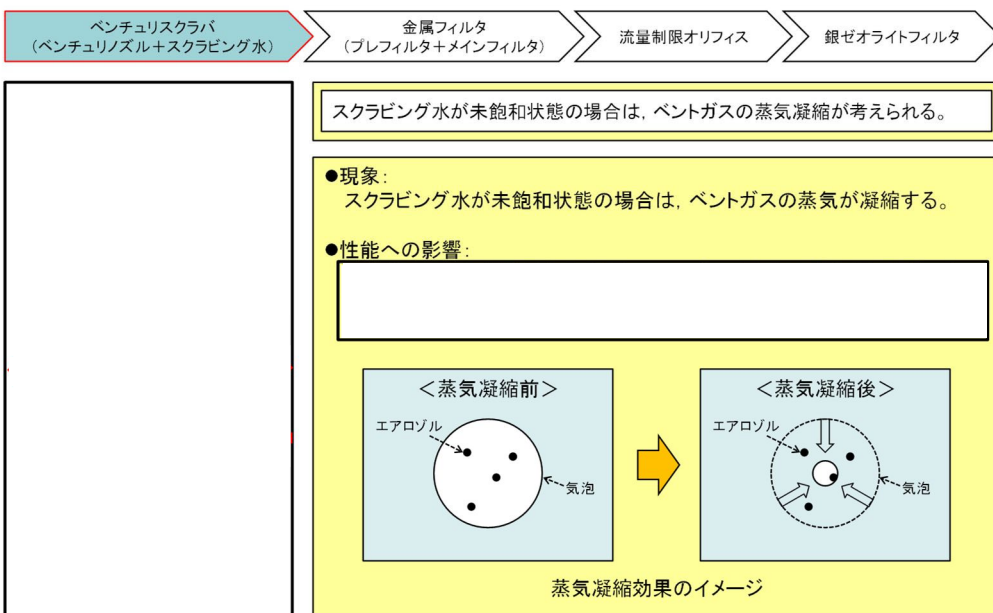 ベンチュリスクラバ
(ベンチュリノズル+スクラビング水)
金属フィルタ
(プレフィルタ+メインフィルタ)
流量制限オリフィス
銀ゼオライトフィルタ
スクラビング水が未飽和状態の場合は,ベントガスの蒸気凝縮が考えられる。
●現象:
スクラビング水が未飽和状態の場合は,ベントガスの蒸気が凝縮する。
●性能への影響:
<蒸気凝縮前>
エアロゾル
気泡
<蒸気凝縮後>
エアロゾル
気泡
蒸気凝縮効果のイメージ